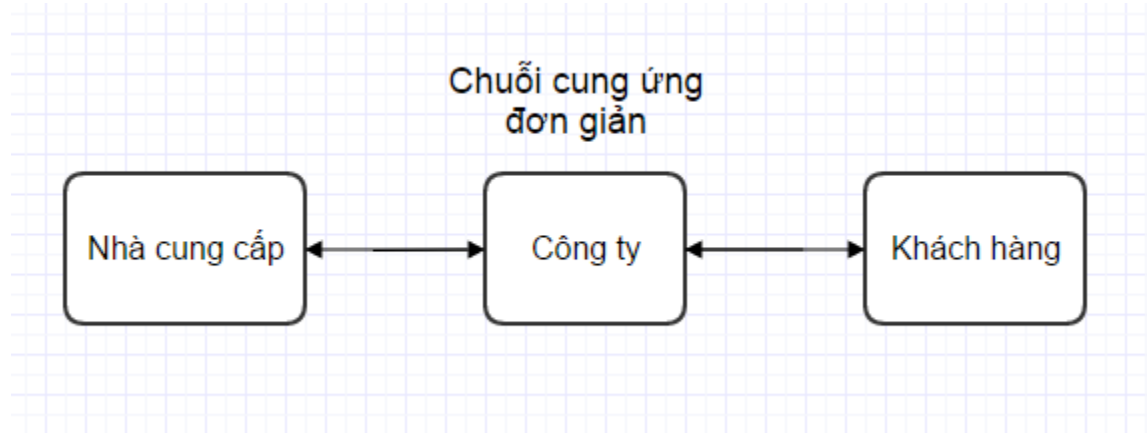 Chuỗi cung ứng
đơn giản
Nhà cung cấp
Công ty
Khách hàng